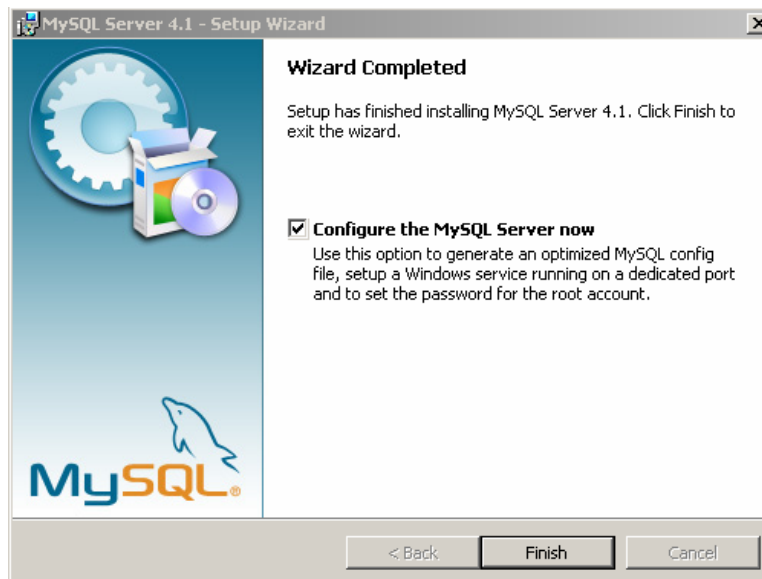 MySQL Server 4.1 - Setup Wizard
Wizard Completed
Setup has finished installing MySQL Server 4.1. Click Finish to
exit the wizard.
Configure the MySQL Server now
Use this option to generate an optimized MySQL config
file, setup a Windows service running on a dedicated port
and to set the password for the root account.
MySQL®
< Back
Finish
Cancel